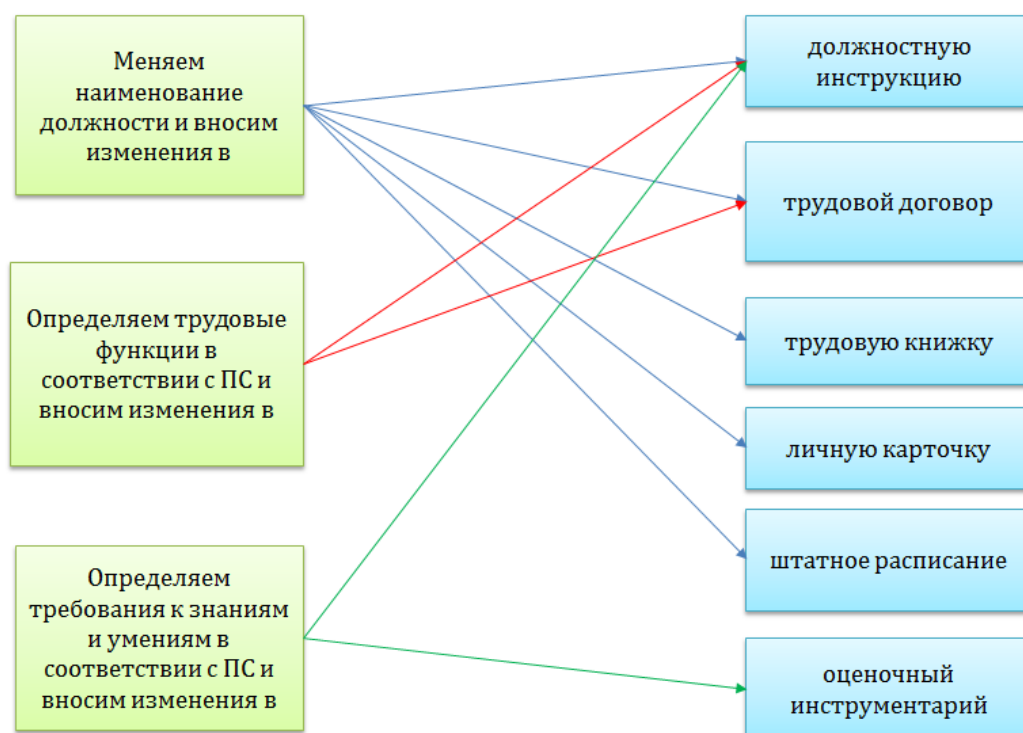 Меняем
наименование
должности и вносим
изменения в
Определяем трудовые
функции в
соответствии с ПС и
вносим изменения в
Определяем
требования к знаниям
и умениям в
соответствии с ПС и
вносим изменения в
должностную
инструкцию
трудовой договор
трудовую книжку
личную карточку
штатное расписание
оценочный
инструментарий